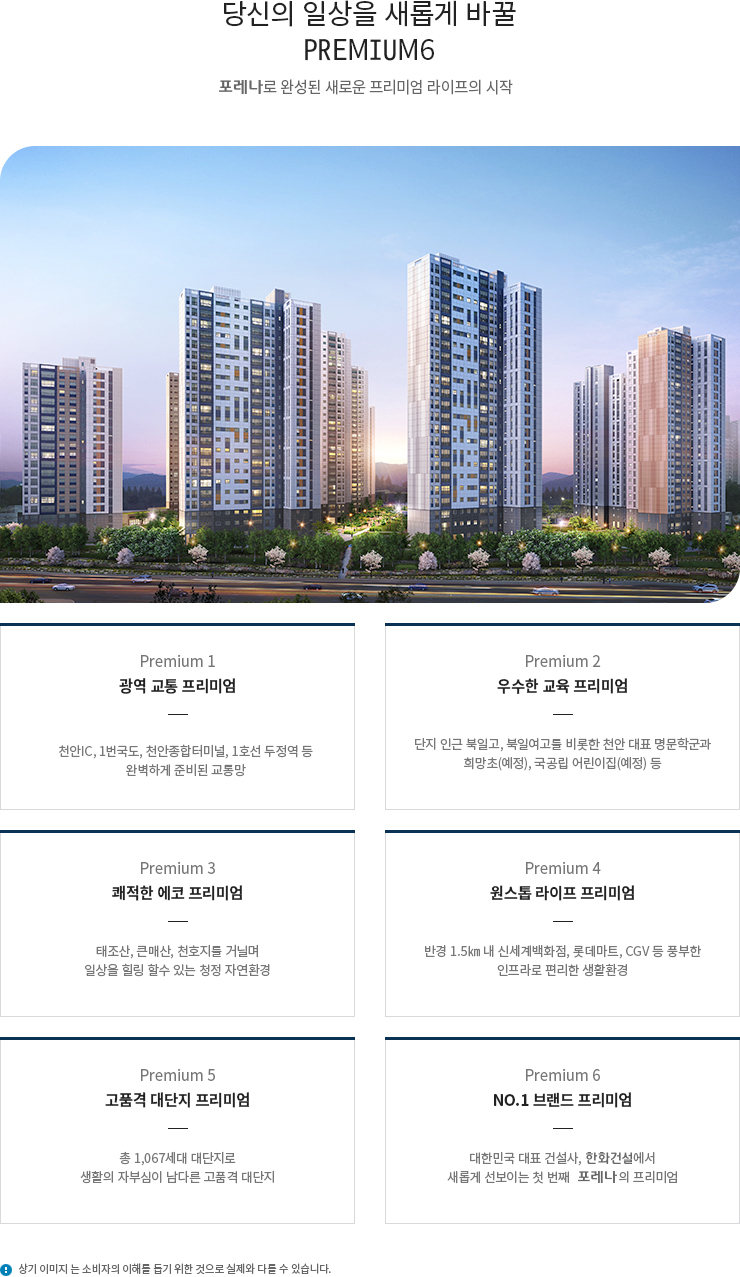 당신의 일상을 새롭게 바꿀
PREMIUM6
포레나로 완성된 새로운 프리미엄 라이프의 시작
Premium 1
광역 교통 프리미엄
천안IC, 1번국도, 천안종합터미널, 1호선 두정역 등
완벽하게 준비된 교통망
Premium 2
우수한 교육 프리미엄
단지 인근 북일고, 북일여고를 비롯한 천안 대표 명문학군과
희망초(예정), 국공립 어린이집(예정) 등
Premium 3
쾌적한 에코 프리미엄
태조산, 큰매산, 천호지를 거닐며
일상을 힐링 할수 있는 청정 자연환경
Premium 4
원스톱 라이프 프리미엄
반경 1.5㎞ 내 신세계백화점, 롯데마트, CGV 등 풍부한
인프라로 편리한 생활환경
Premium 5
고품격 대단지 프리미엄
총 1,067세대 대단지로
생활의 자부심이 남다른 고품격 대단지
Premium 6
NO.1 브랜드 프리미엄
대한민국 대표 건설사, 한화건설에서
새롭게 선보이는 첫 번째 포레나의 프리미엄
상기 이미지 는 소비자의 이해를 돕기 위한 것으로 실제와 다를 수 있습니다.